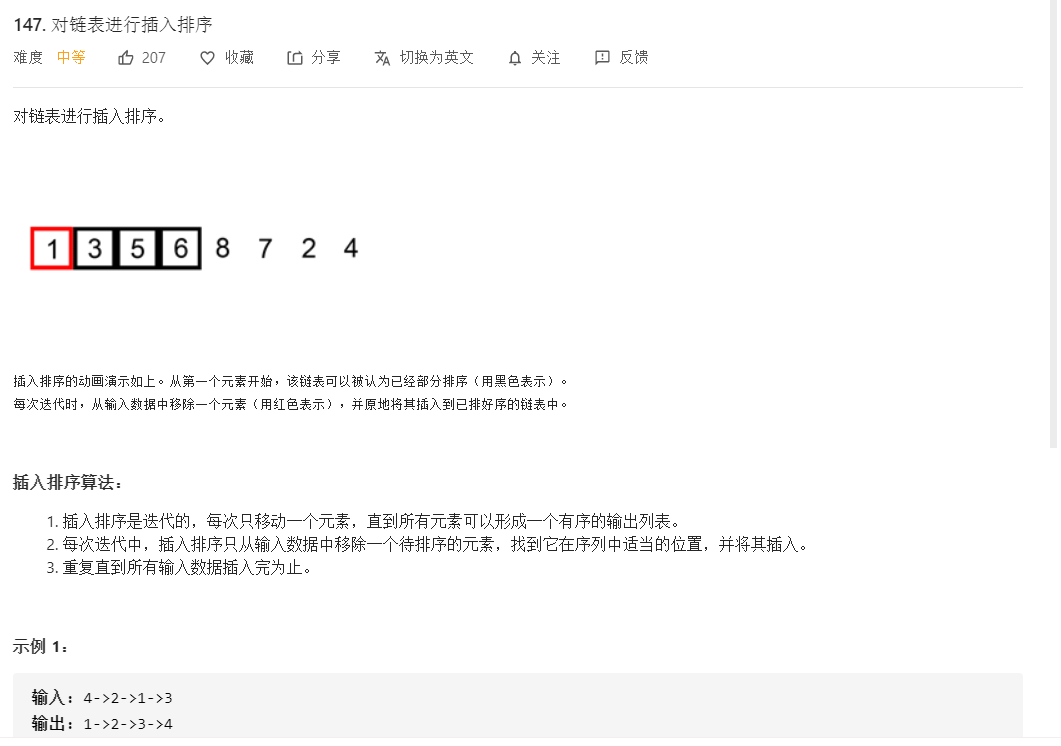 147. 对链表进行插入排序
难度 中等 207 收藏 分享 切换为英文 关注 反馈
对链表进行插入排序。
1 3 5 6 8 7 2 4
插入排序的动画演示如上。从第一个元素开始，该链表可以被认为已经部分排序（用黑色表示）。
每次迭代时，从输入数据中移除一个元素（用红色表示），并原地将其插入到已排好序的链表中。
插入排序算法：
1. 插入排序是迭代的，每次只移动一个元素，直到所有元素可以形成一个有序的输出列表。
2. 每次迭代中，插入排序只从输入数据中移除一个待排序的元素，找到它在序列中适当的位置，并将其插入。
3. 重复直到所有输入数据插入完为止。
示例 1：
输入: 4->2->1->3
输出: 1->2->3->4